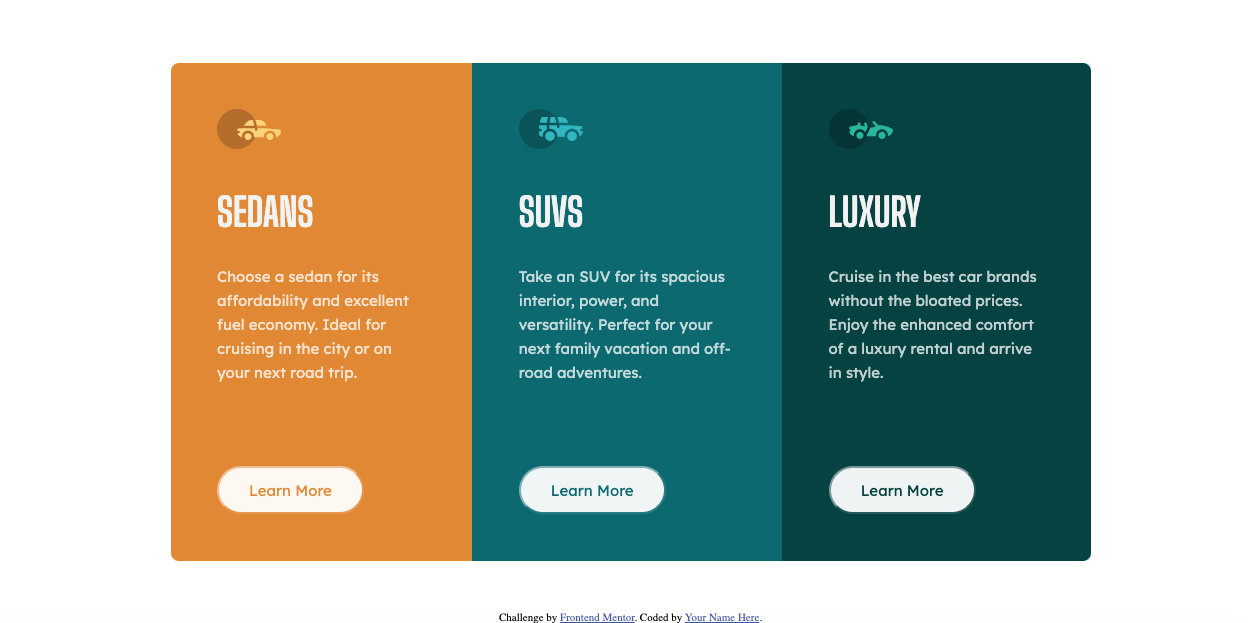 SEDANS
Choose a sedan for its
affordability and excellent
fuel economy. Ideal for
cruising in the city or on
your next road trip.
Learn More
SUVS
Take an SUV for its spacious
interior, power, and
versatility. Perfect for your
next family vacation and off-
road adventures.
Learn More
LUXURY
Cruise in the best car brands
without the bloated prices.
Enjoy the enhanced comfort
of a luxury rental and arrive
in style.
Learn More
Challenge by Frontend Mentor. Coded by Your Name Here.